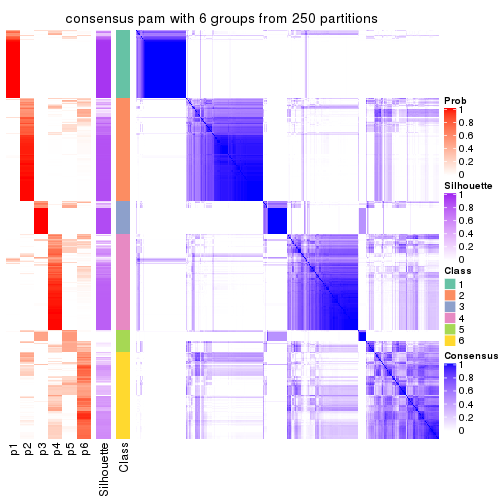 consensus pam with 6 groups from 250 partitions
Prob
1
0.8
0.6
0.4
0.2
0
Silhouette
1
0.8
0.6
0.4
0.2
0
Class
1
2
3
4
5
6
Consensus
1
0.8
0.6
0.4
0.2
0
p1
p2
p3
p4
p5
p6
Silhouette
Class